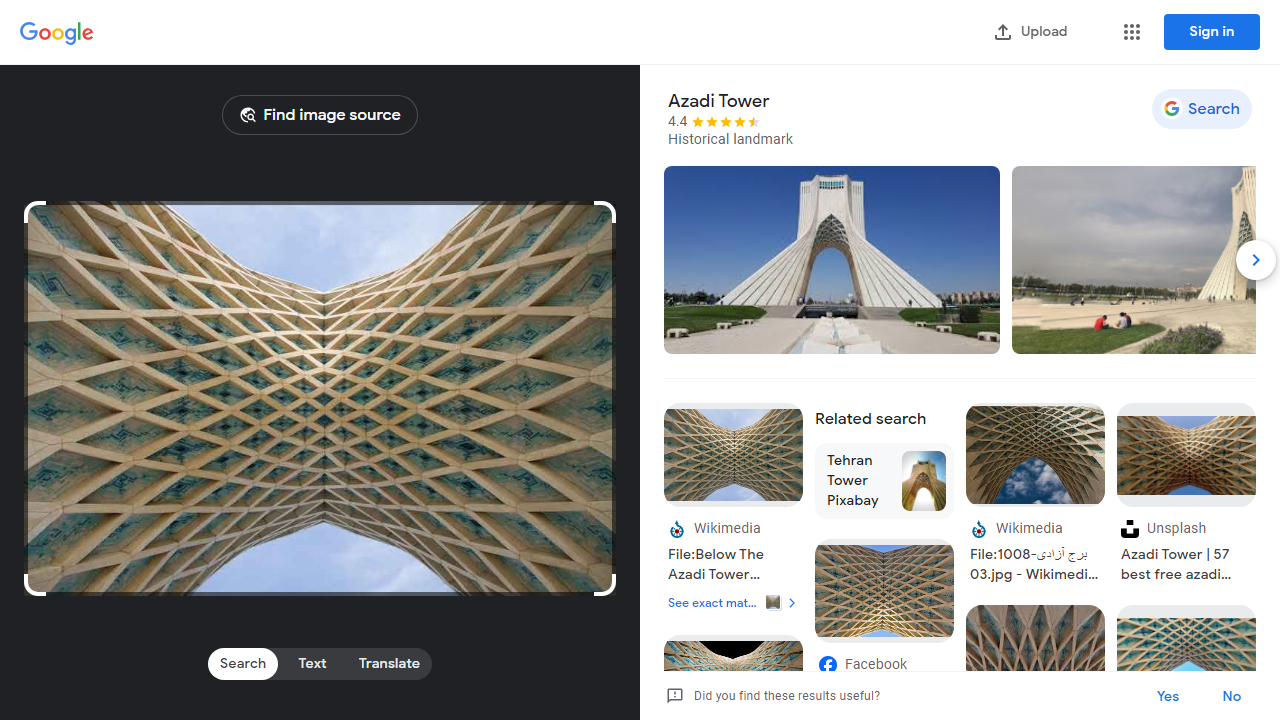 Google
Upload
Sign in
Find image source
Search
Text
Translate
Azadi Tower
4.4
Historical landmark
Search
Related search
Tehran
Tower
Pixabay
Wikimedia
File:Below The
Azadi Tower...
See exact mat...
Facebook
Wikimedia
File:1008-برج آزادی
03.jpg - Wikimedi...
Unsplash
Azadi Tower | 57
best free azadi...
Did you find these results useful?
Yes
No